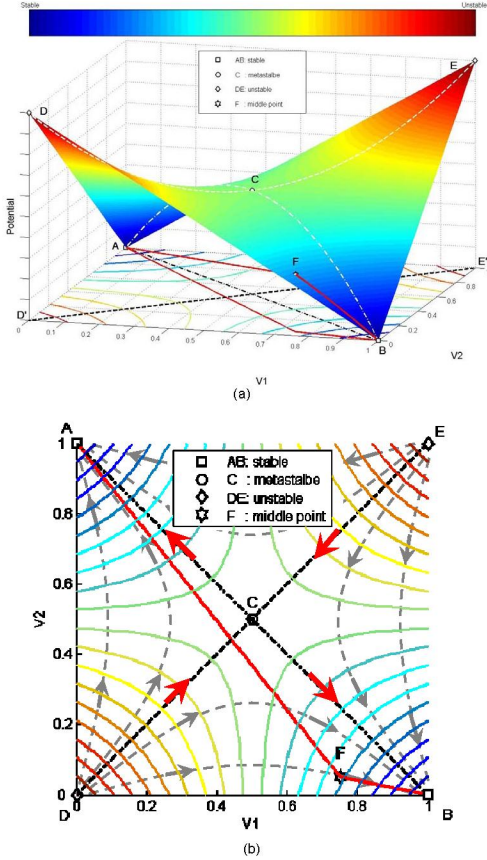 Stable Unstable
AB: stable
C : metastalbe
DE: unstable
F : middle point
D
E
C
A
F
B
D'
E'
Potential
0 0.1 0.2 0.3 0.4 0.5 0.6 0.7 0.8 0.9 1
0 0.2 0.4 0.6 0.8
V1
V2
(a)
A E
AB: stable
C : metastalbe
DE: unstable
F : middle point
C
F
V2
1
0.8
0.6
0.4
0.2
0
0 0.2 0.4 0.6 0.8 1
D V1 B
(b)